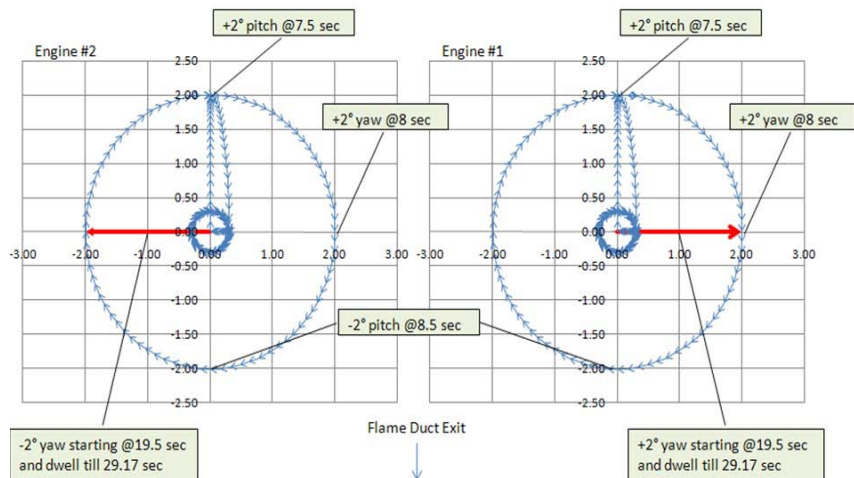 +2° pitch @7.5 sec
+2° pitch @7.5 sec
Engine #2
Engine #1
2.50
2.50
2.00
2.00
1.50
1.50
+2° yaw @8 sec
+2° yaw @8 sec
1.00
1.00
0.50
0.50
0.00
0.00
-3.00 -2.00 -1.00 0.00 1.00 2.00 3.00
-3.00 -2.00 -1.00 0.00 1.00 2.00 3.00
-0.50
-0.50
-1.00
-1.00
-2° pitch @8.5 sec
-1.50
-1.50
-2.00
-2.00
-2.50
-2.50
Flame Duct Exit
-2° yaw starting @19.5 sec
and dwell till 29.17 sec
+2° yaw starting @19.5 sec
and dwell till 29.17 sec